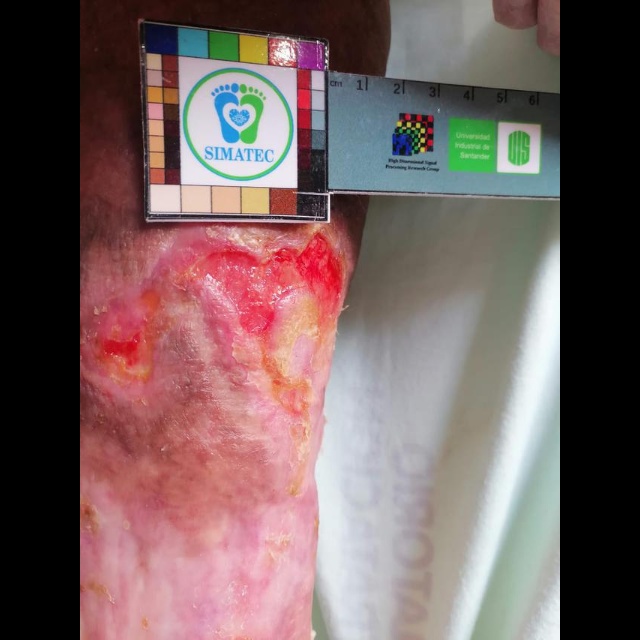 SIMATEC
cm 1 2 3 4 5 6
High Dimensional Signal
Processing Research Group
Universidad
Industrial de
Santander
UIS